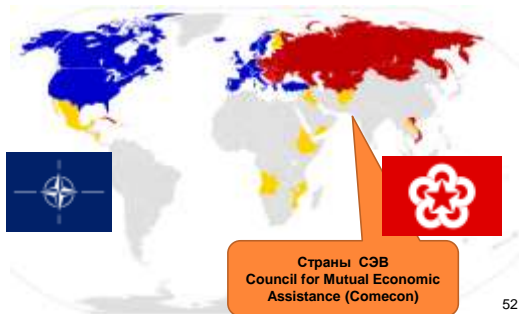 Страны СЭВ
Council for Mutual Economic
Assistance (Comecon)
52